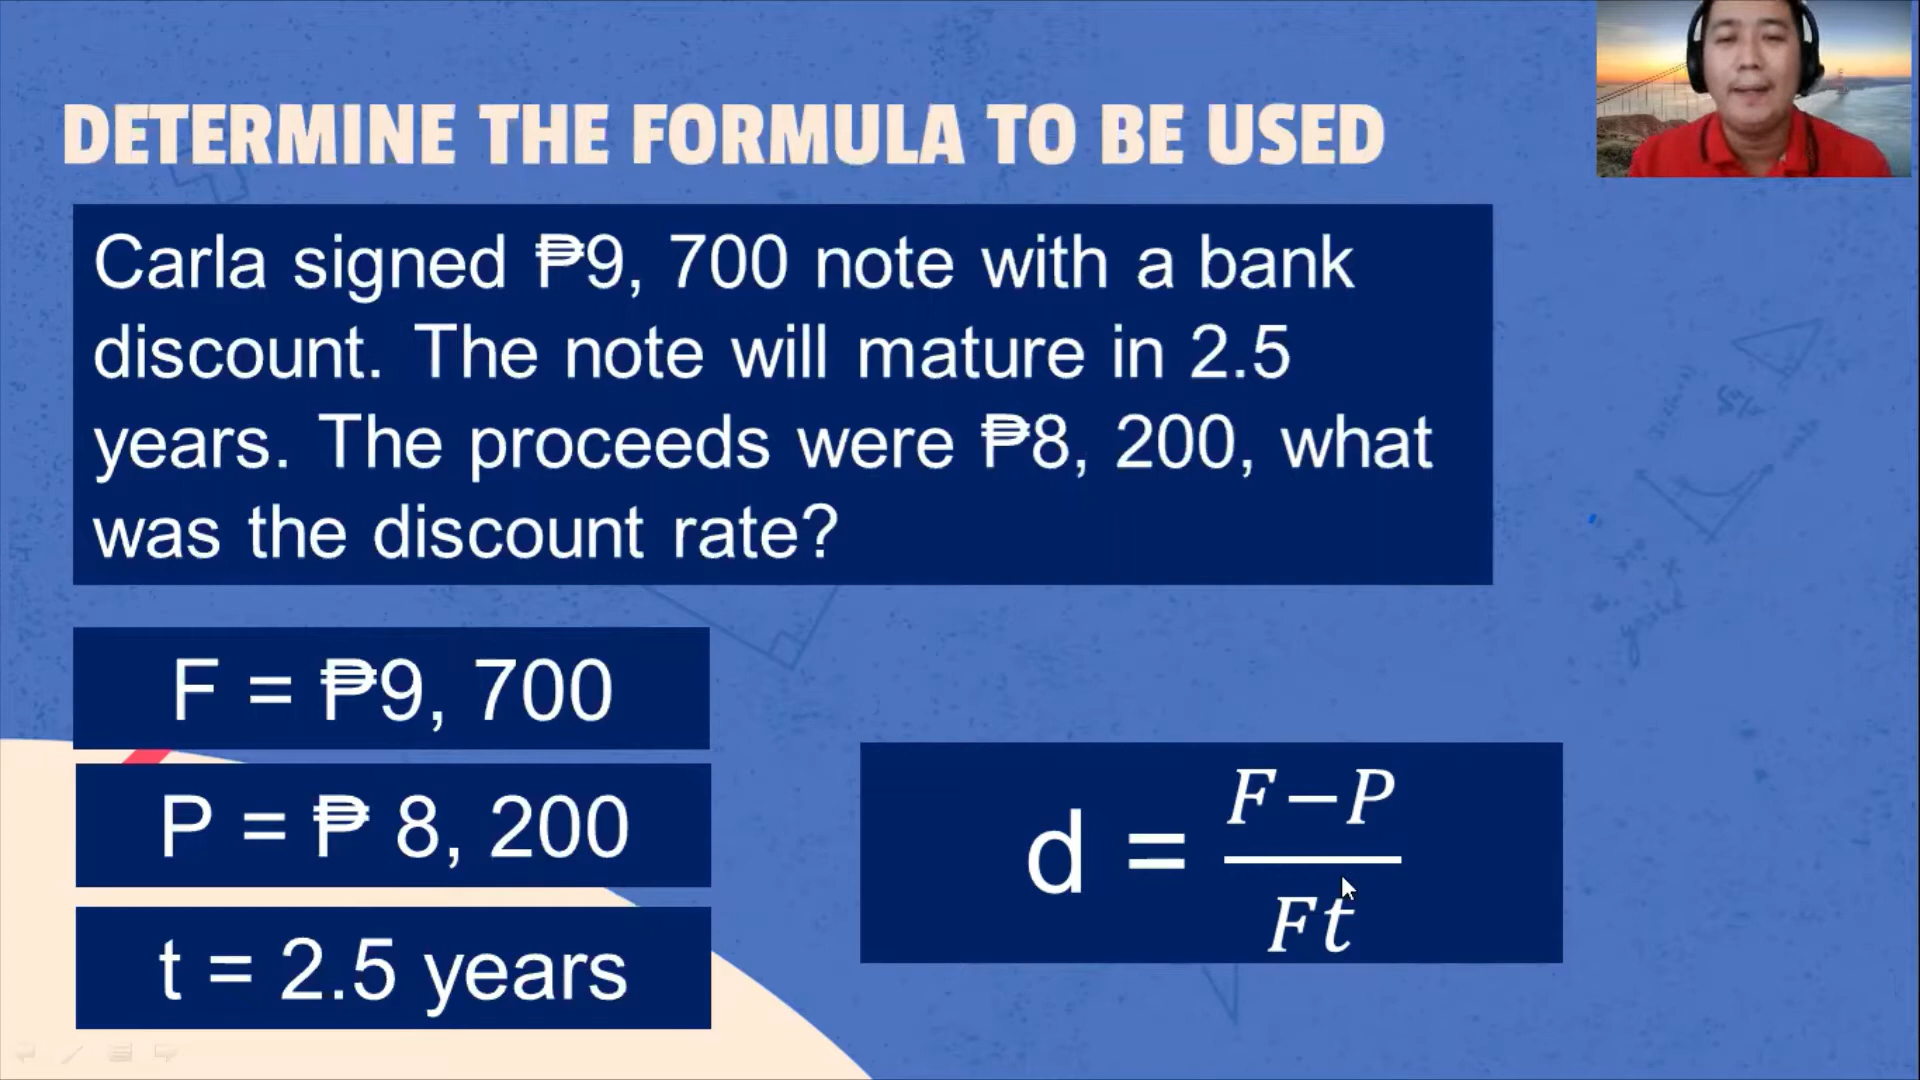 DETERMINE THE FORMULA TO BE USED
Carla signed ₱9, 700 note with a bank
discount. The note will mature in 2.5
years. The proceeds were ₱8, 200, what
was the discount rate?
F = ₱9, 700
P = ₱ 8, 200
t = 2.5 years
d = \frac{F−P}{Ft}